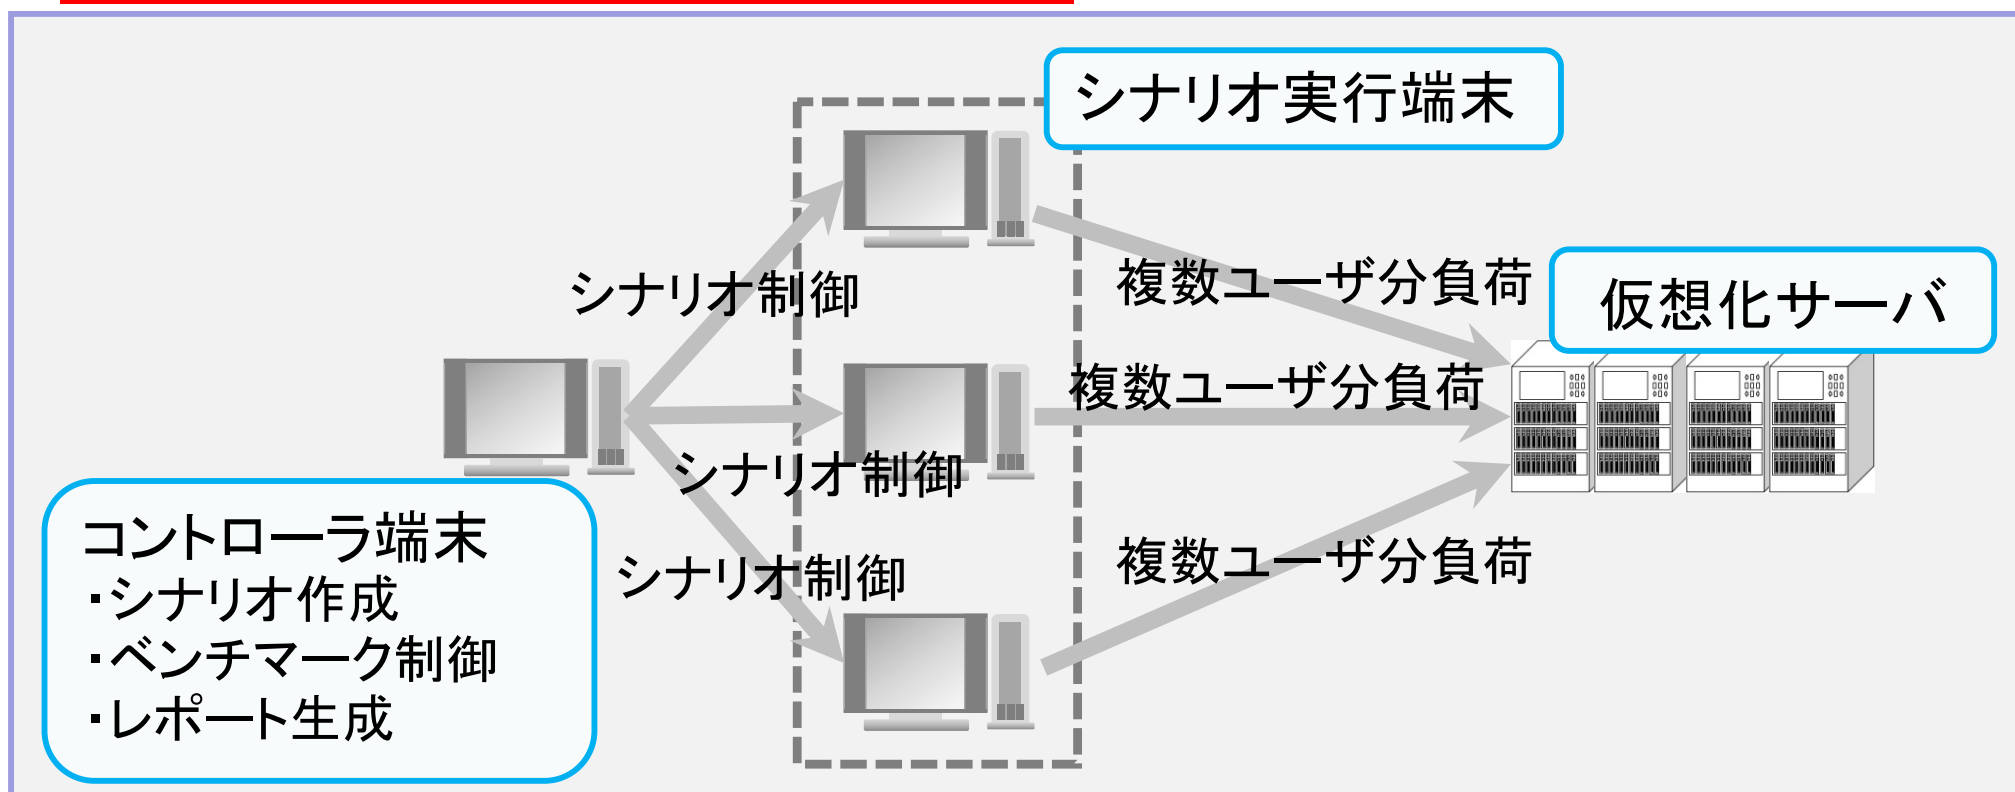 シナリオ実行端末
シナリオ制御
複数ユーザ分負荷
仮想化サーバ
複数ユーザ分負荷
シナリオ制御
コントローラ端末
・シナリオ作成
・ベンチマーク制御
・レポート生成
シナリオ制御
複数ユーザ分負荷